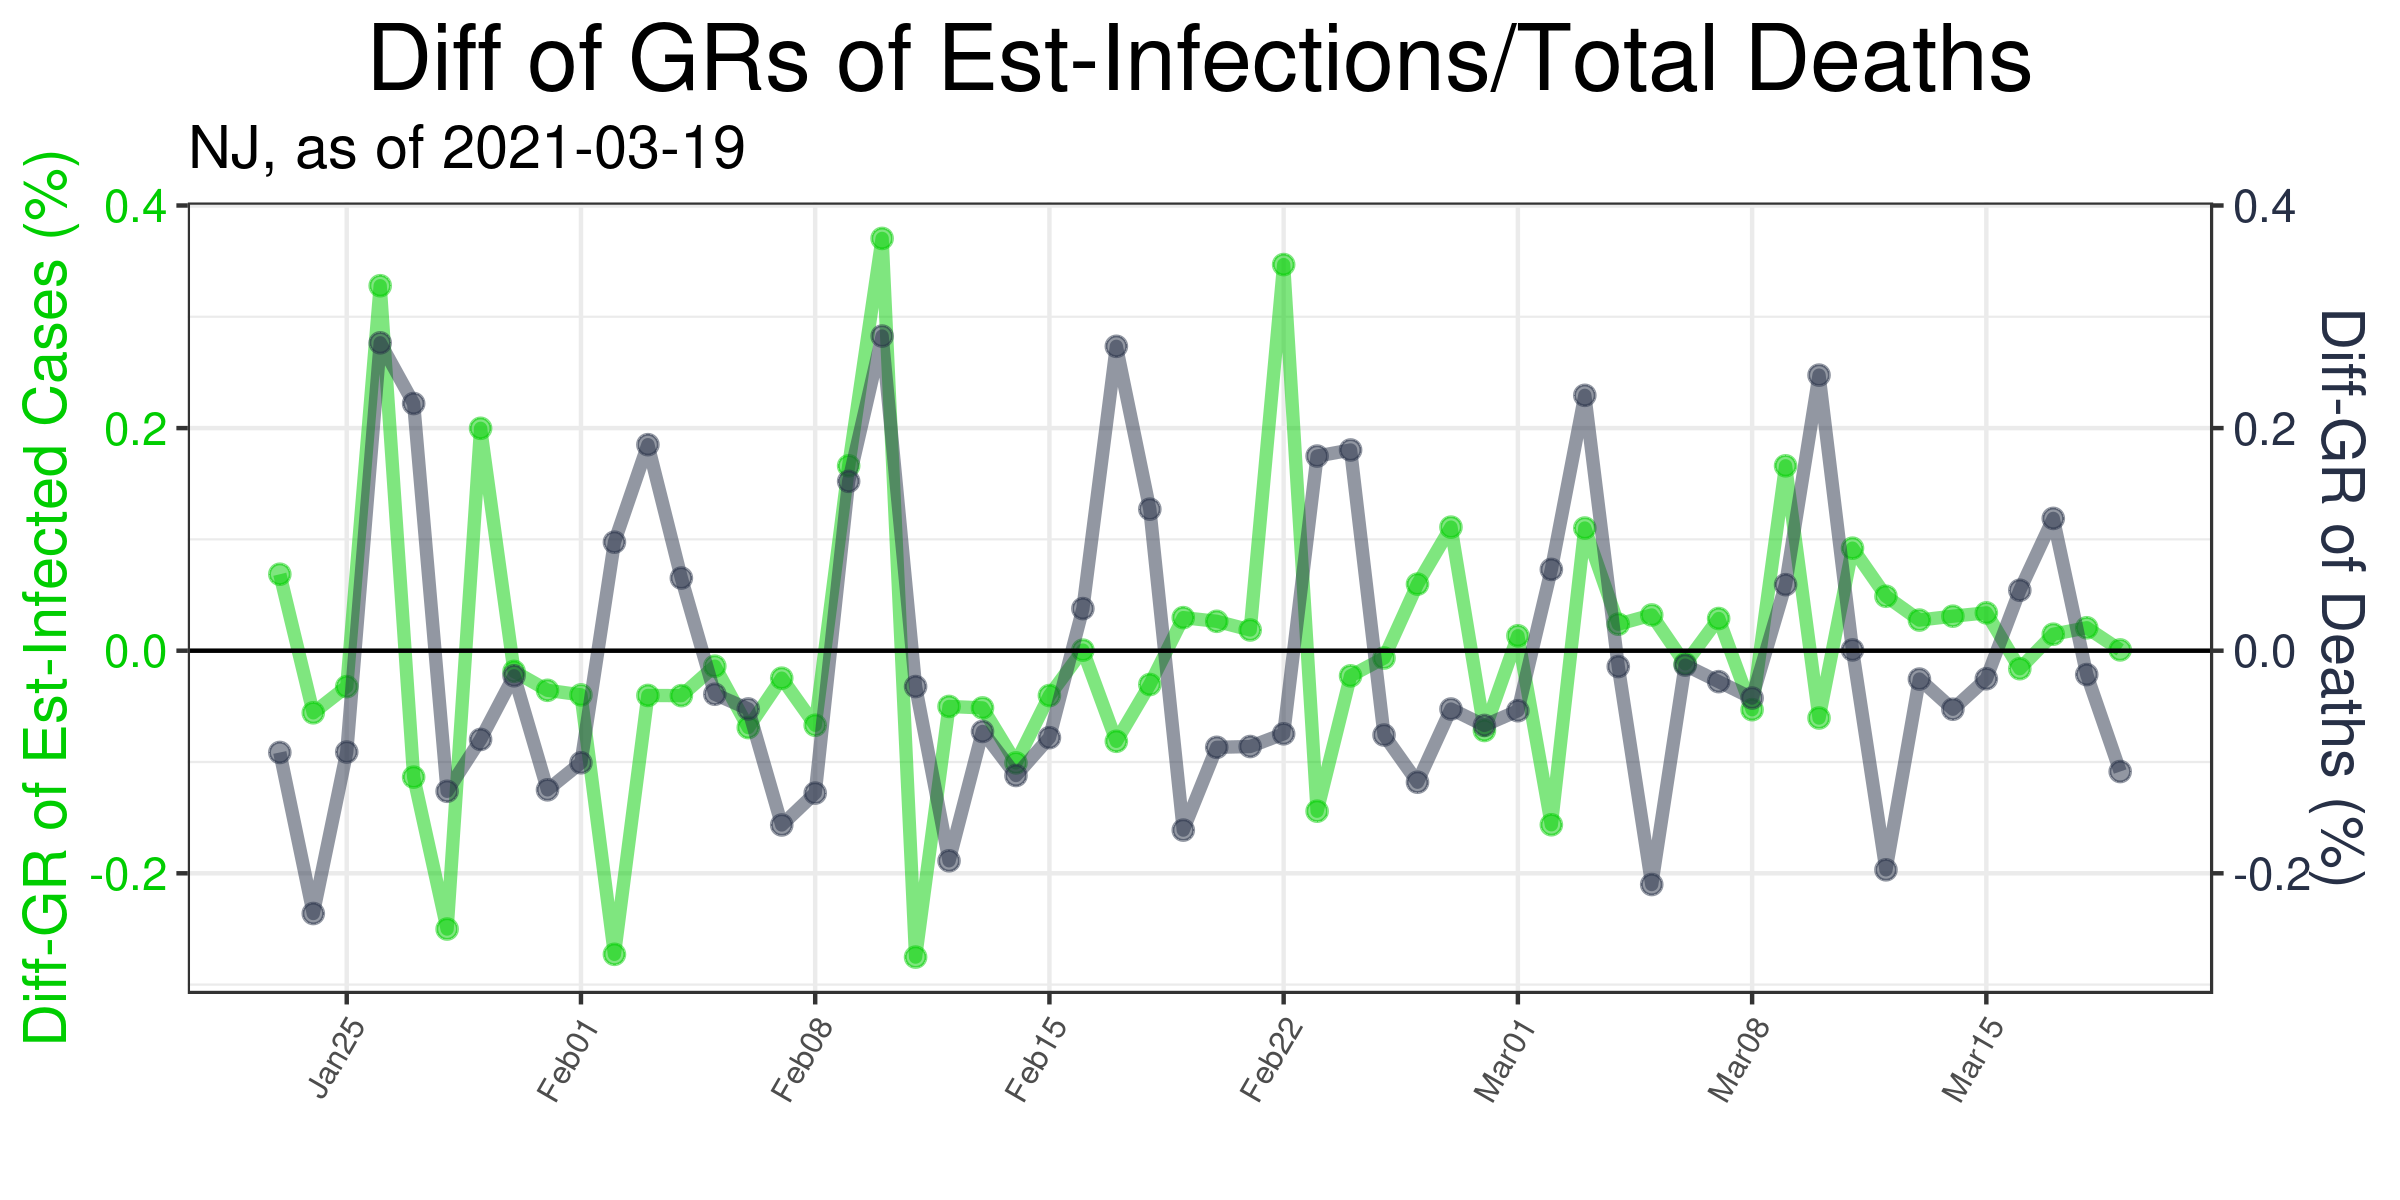 Diff of GRs of Est-Infections/Total Deaths
NJ, as of 2021-03-19
Diff-GR of Est-Infected Cases (%)
0.4
0.2
0.0
-0.2
0.4
0.2
0.0
-0.2
Diff-GR of Deaths (%)
Jan25
Feb01
Feb08
Feb15
Feb22
Mar01
Mar08
Mar15